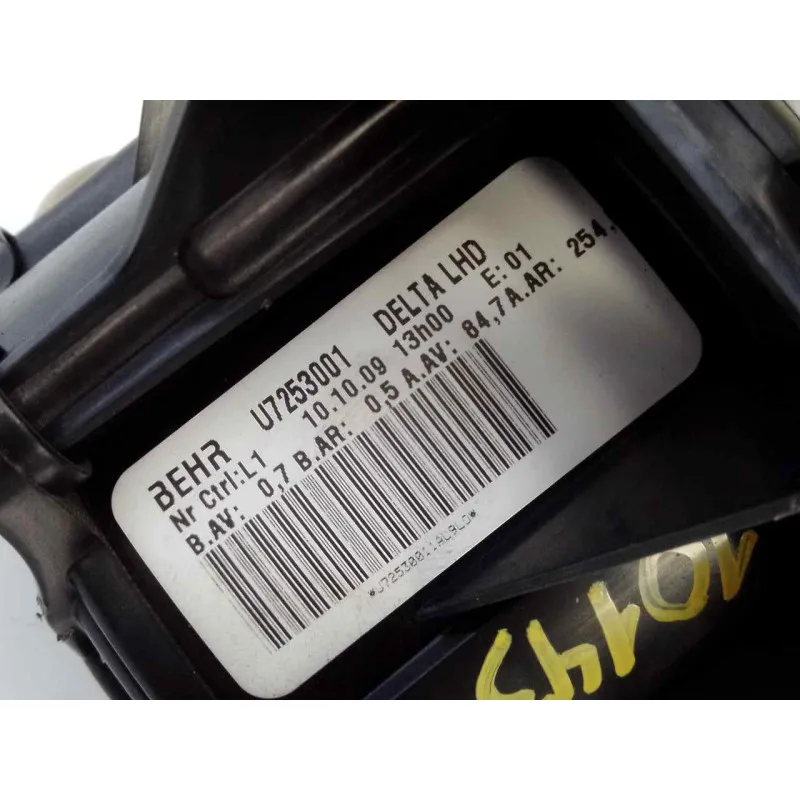 BEHR U7253001 DELTA LHD
Nr Ctrl:L1 10.10.09 13h00 E: 01
B.AV: 0,7 B.AR: 0,5 A.AV: 84,7 A.AR: 254,